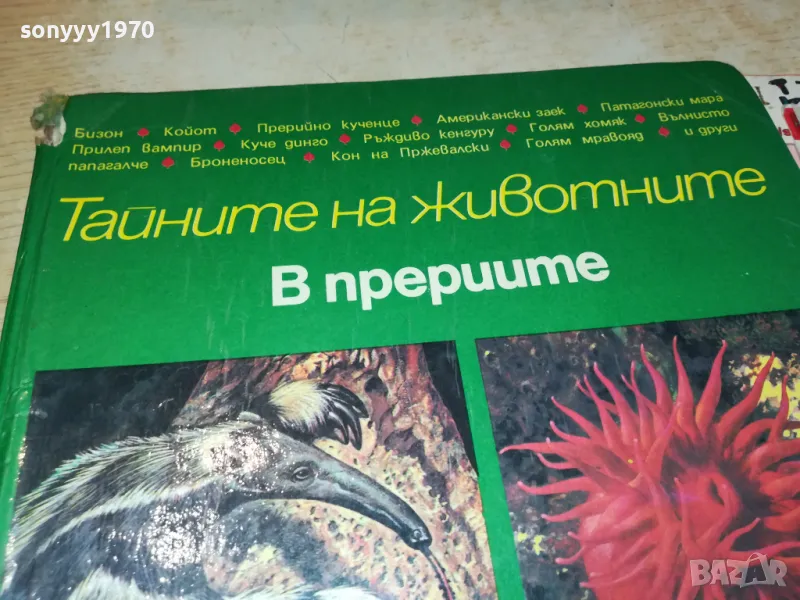 sonyyy1970
Бизон Койот Прерийно кученце Американски заек Патагонски мара
Прилеп вампир Куче динго Ръждиво кенгуру Голям хомяк Вълнисто
папагалче Броненосец Кон на Пржевалски Голям мравояд и други
Тайните на животните
В прериите
BAZAR